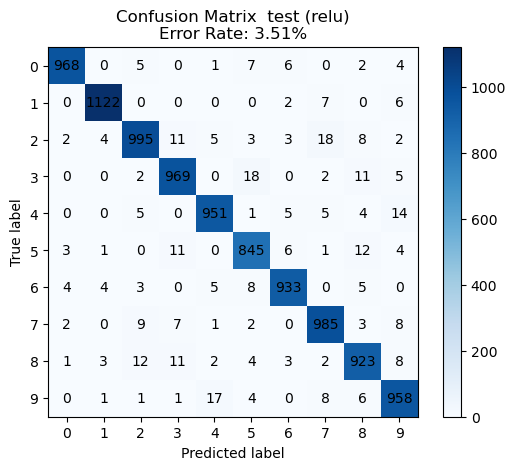 Confusion Matrix  test (relu)
Error Rate: 3.51%
0 968 0 5 0 1 7 6 0 2 4
1 0 1122 0 0 0 0 2 7 0 6
2 2 4 995 11 5 3 3 18 8 2
3 0 0 2 969 0 18 0 2 11 5
4 0 0 5 0 951 1 5 5 4 14
5 3 1 0 11 0 845 6 1 12 4
6 4 4 3 0 5 8 933 0 5 0
7 2 0 9 7 1 2 0 985 3 8
8 1 3 12 11 2 4 3 2 923 8
9 0 1 1 1 17 4 0 8 6 958
0 1 2 3 4 5 6 7 8 9
Predicted label
True label
1000
800
600
400
200
0